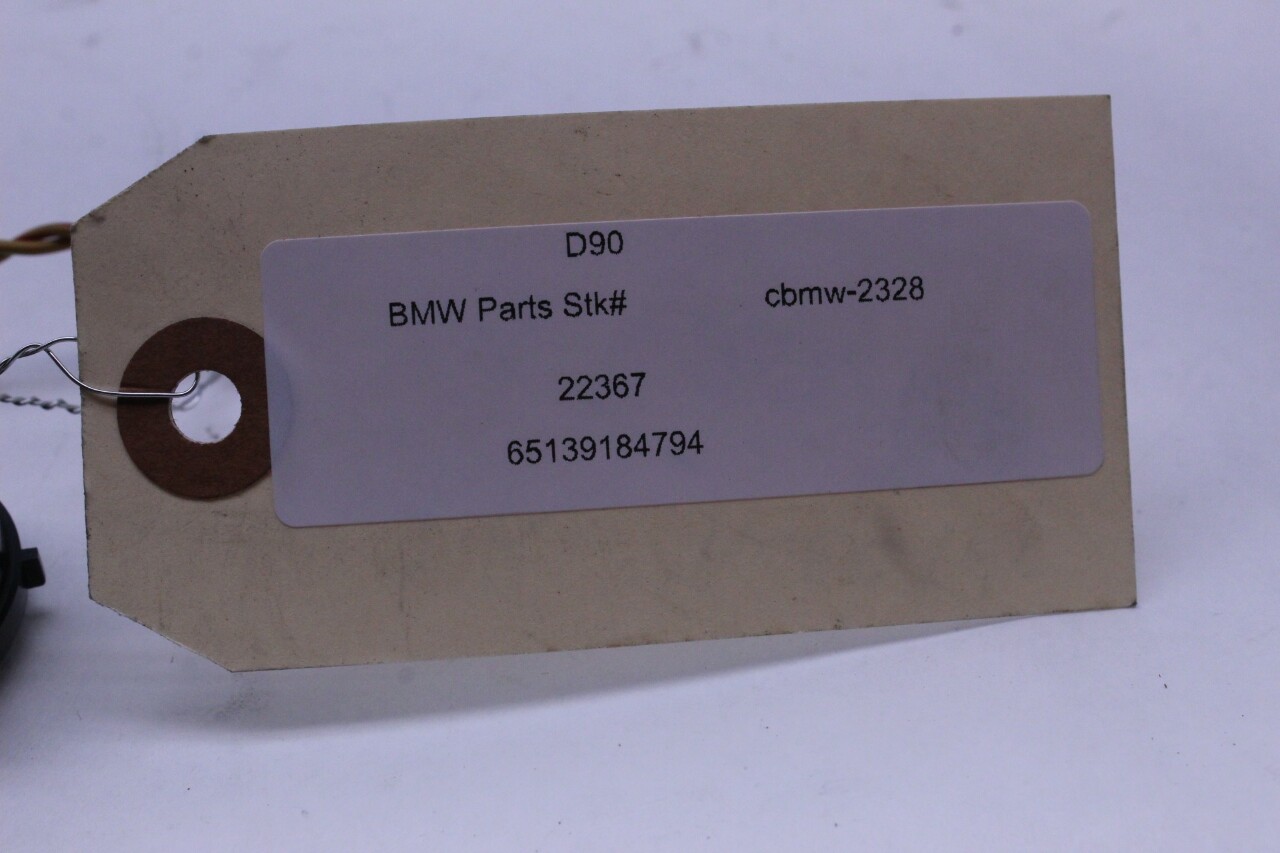 D90
BMW Parts Stk# cbmw-2328
22367
65139184794